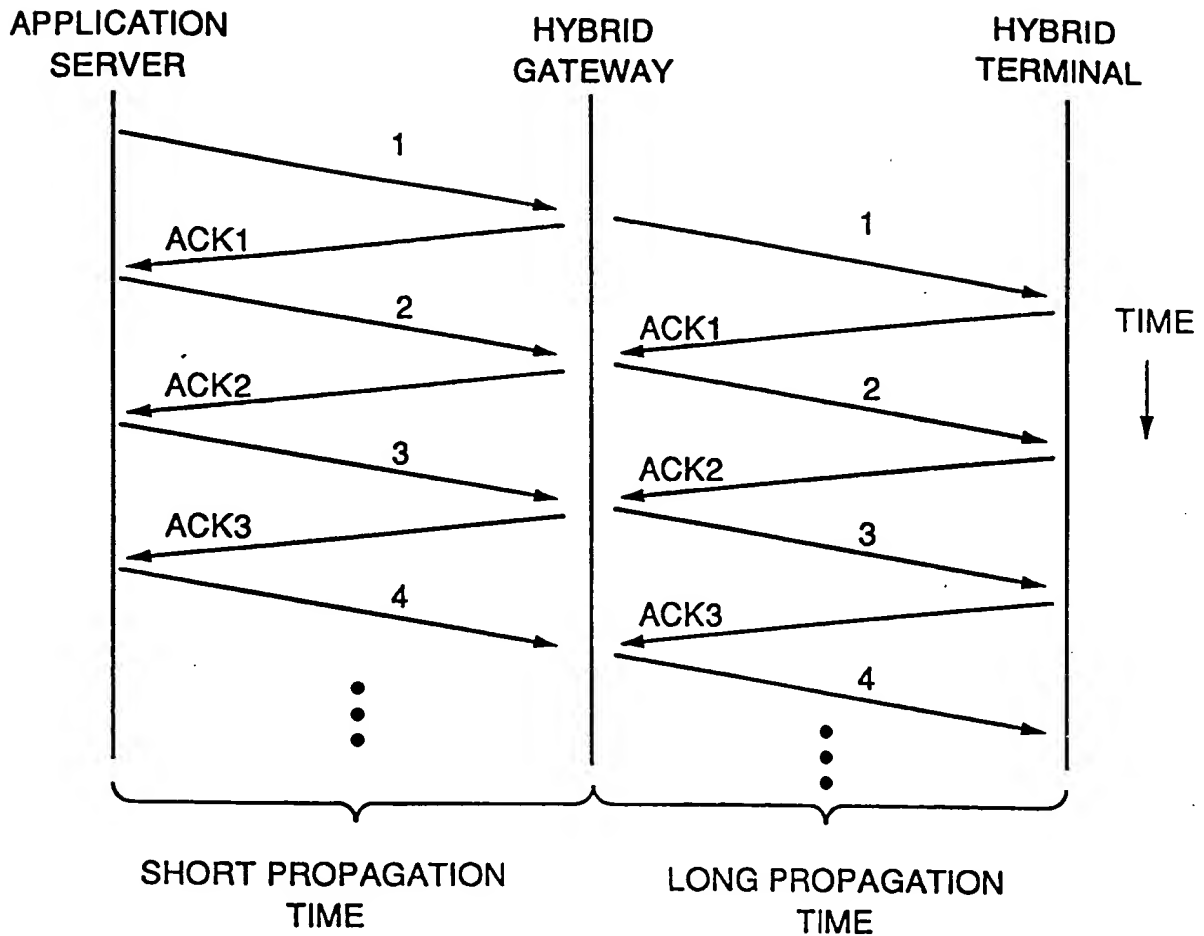 APPLICATION
SERVER
HYBRID
GATEWAY
HYBRID
TERMINAL
1
ACK1
1
2
ACK1
TIME
ACK2
2
3
ACK2
ACK3
3
4
ACK3
4
SHORT PROPAGATION
TIME
LONG PROPAGATION
TIME